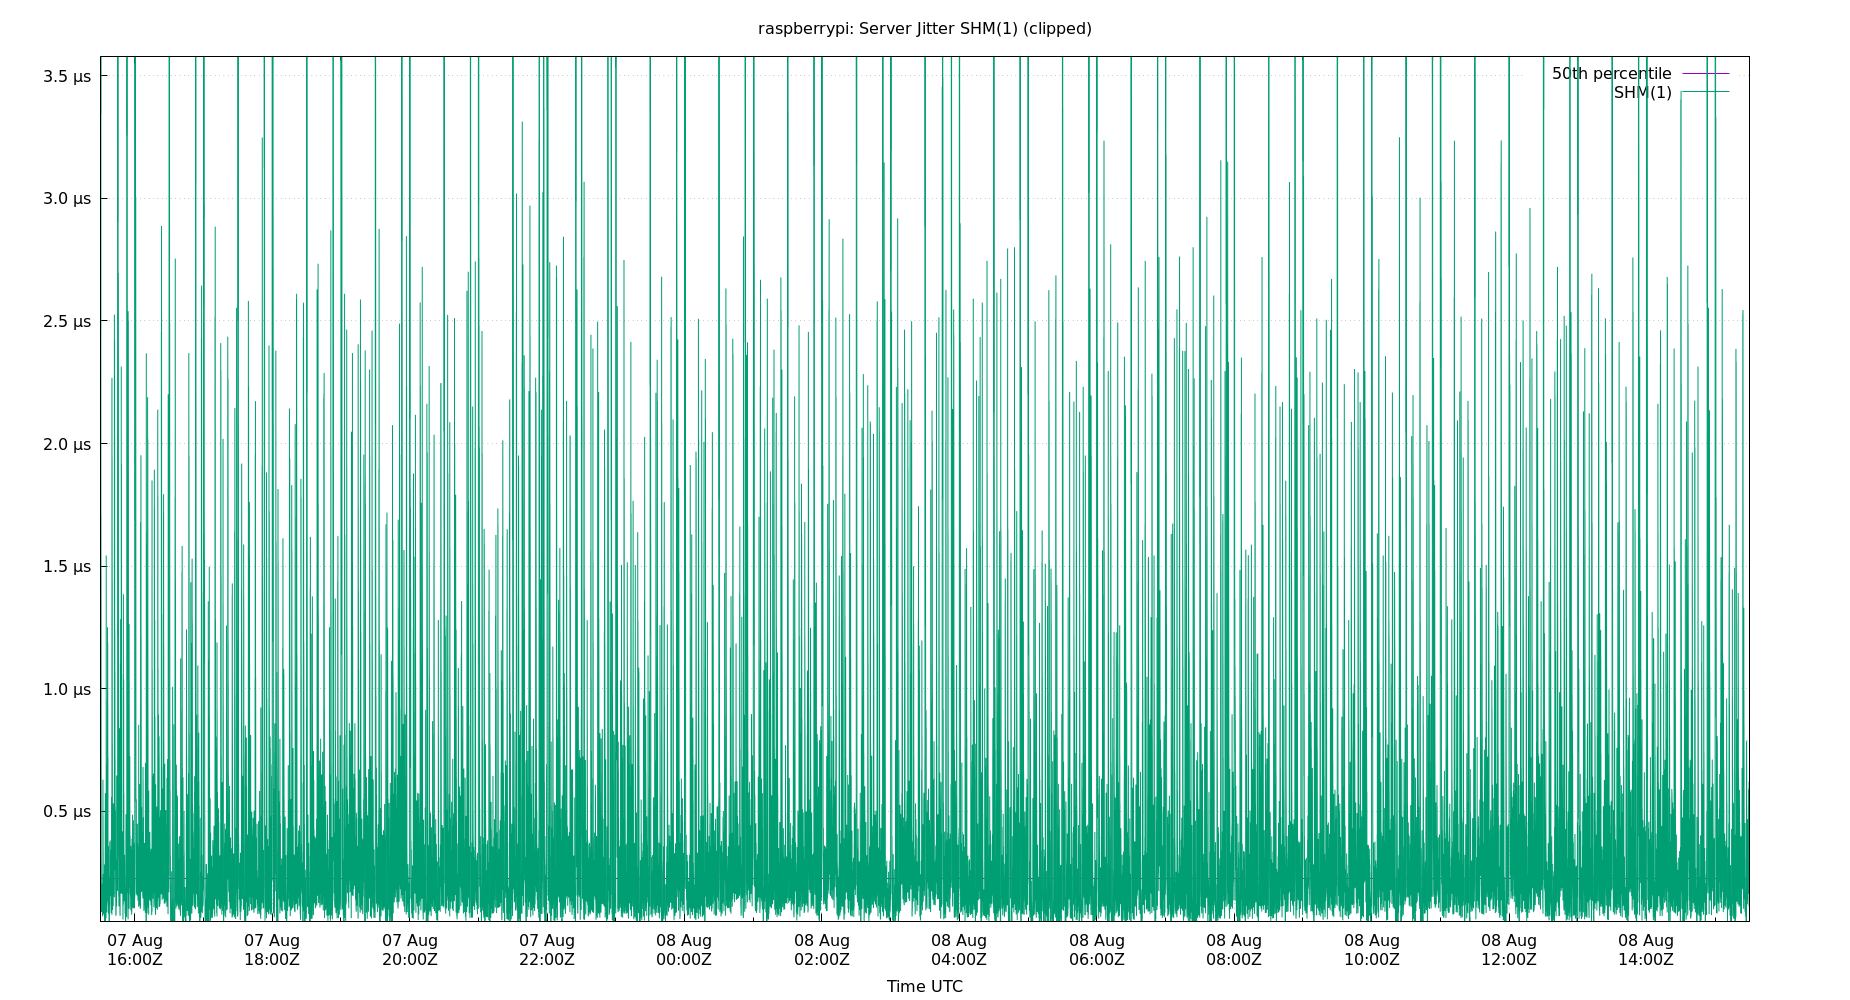 raspberrypi: Server Jitter SHM(1) (clipped)
50th percentile
SHM(1)
3.5 µs
3.0 µs
2.5 µs
2.0 µs
1.5 µs
1.0 µs
0.5 µs
07 Aug 07 Aug 07 Aug 07 Aug 08 Aug 08 Aug 08 Aug 08 Aug 08 Aug 08 Aug 08 Aug 08 Aug
16:00Z 18:00Z 20:00Z 22:00Z 00:00Z 02:00Z 04:00Z 06:00Z 08:00Z 10:00Z 12:00Z 14:00Z
Time UTC